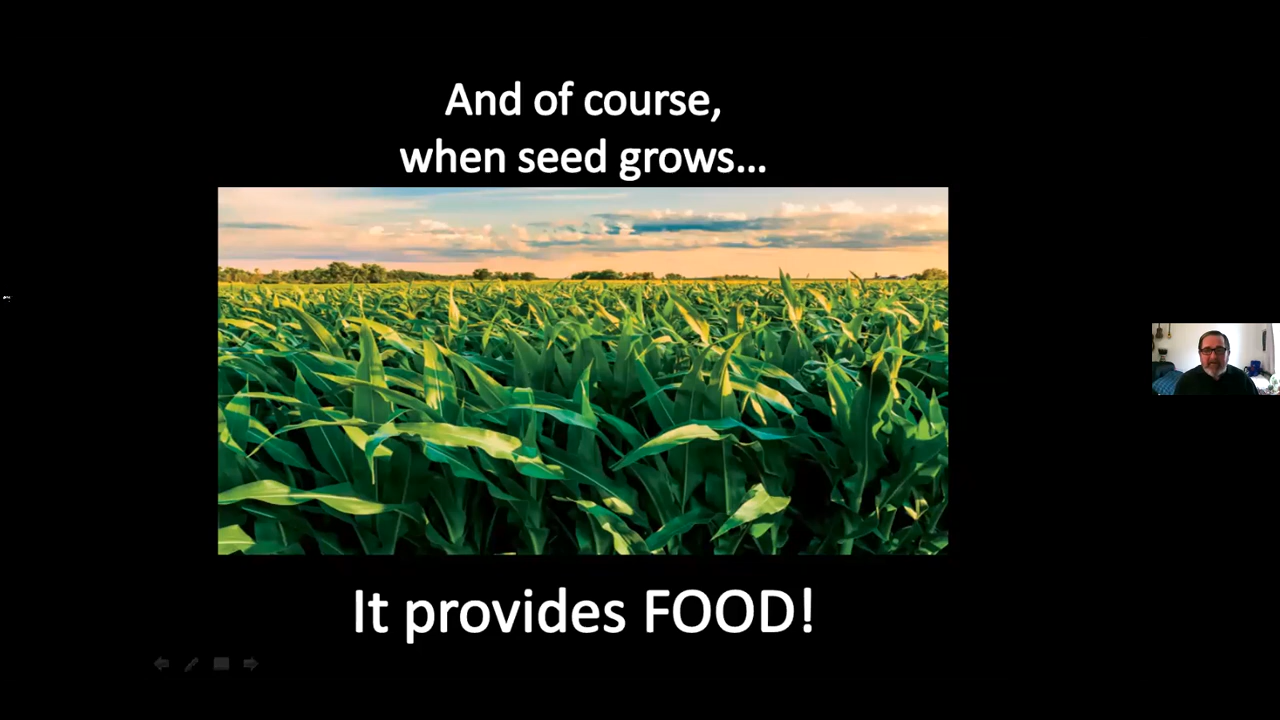 And of course,
when seed grows...
It provides FOOD!